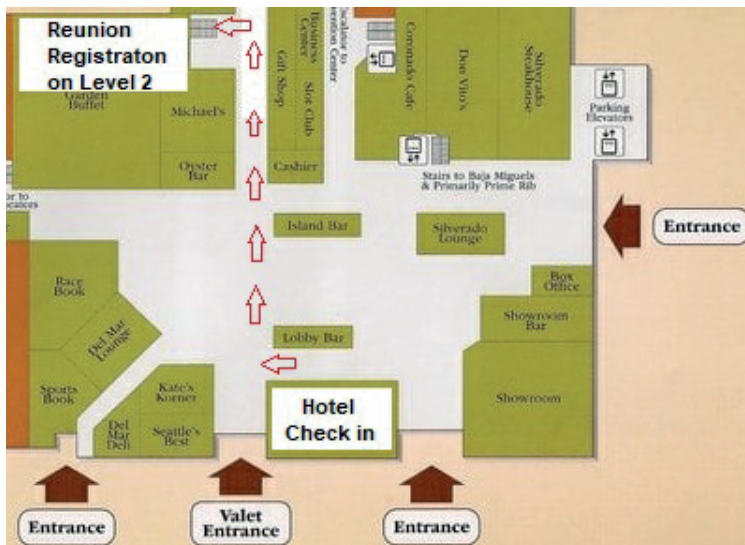 Reunion
Registraton
on Level 2
Garden
Buffet
Michael's
Oyster
Bar
Business
Center
Gift Shop
Slot Club
Cashier
Escalator to
Center
Coronado Cafe
Don Vito's
Silverado
Steakhouse
Parking
Elevators
Stairs to Baja Miguels
& Primarily Prime Rib
Island Bar
Silverado
Lounge
Entrance
Race
Book
Del Mar
Lounge
Sports
Book
Kate's
Korner
Del
Mar
Deli
Seattle's
Best
Lobby Bar
Hotel
Check in
Box
Office
Showroom
Bar
Showroom
Entrance
Valet
Entrance
Entrance